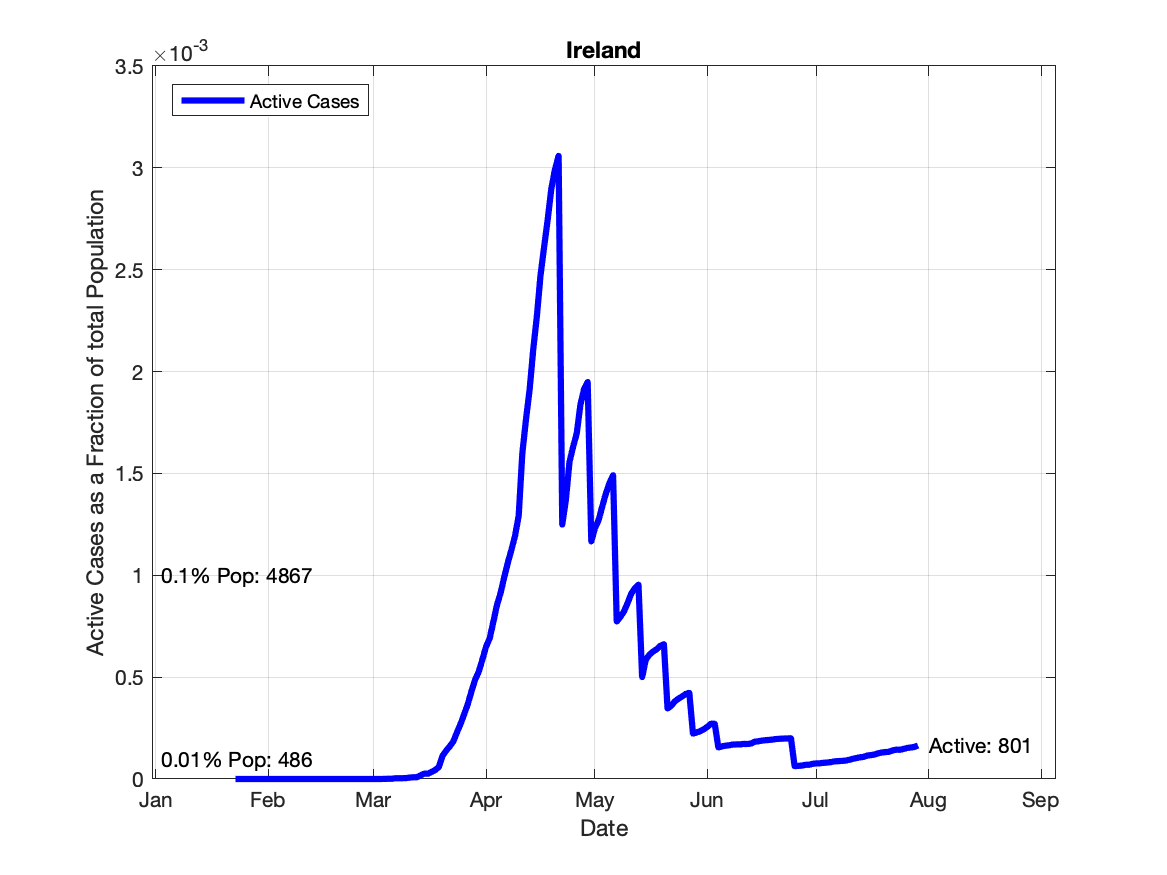 Ireland
×10-3
3.5
3
2.5
2
1.5
1
0.5
0
Active Cases
Active Cases as a Fraction of total Population
0.1% Pop: 4867
0.01% Pop: 486
Active: 801
Jan Feb Mar Apr May Jun Jul Aug Sep
Date